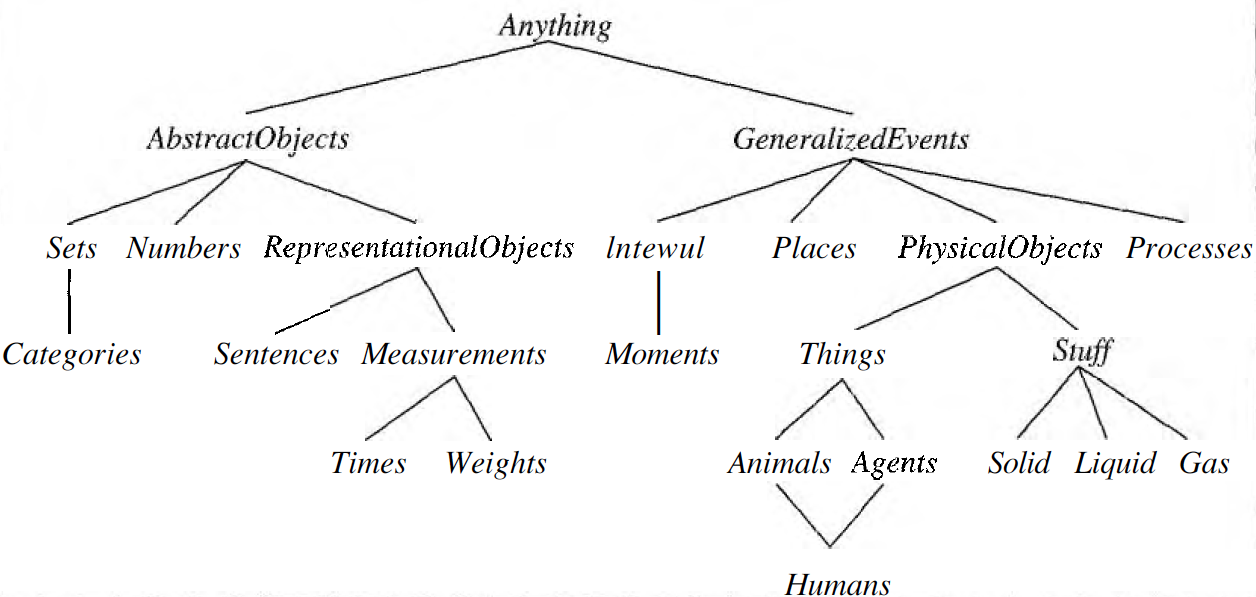 Anything
AbstractObjects GeneralizedEvents
Sets Numbers RepresentationalObjects lntewul Places PhysicalObjects Processes
Categories Sentences Measurements Moments Things Stuff
Times Weights Animals Agents Solid Liquid Gas
Humans